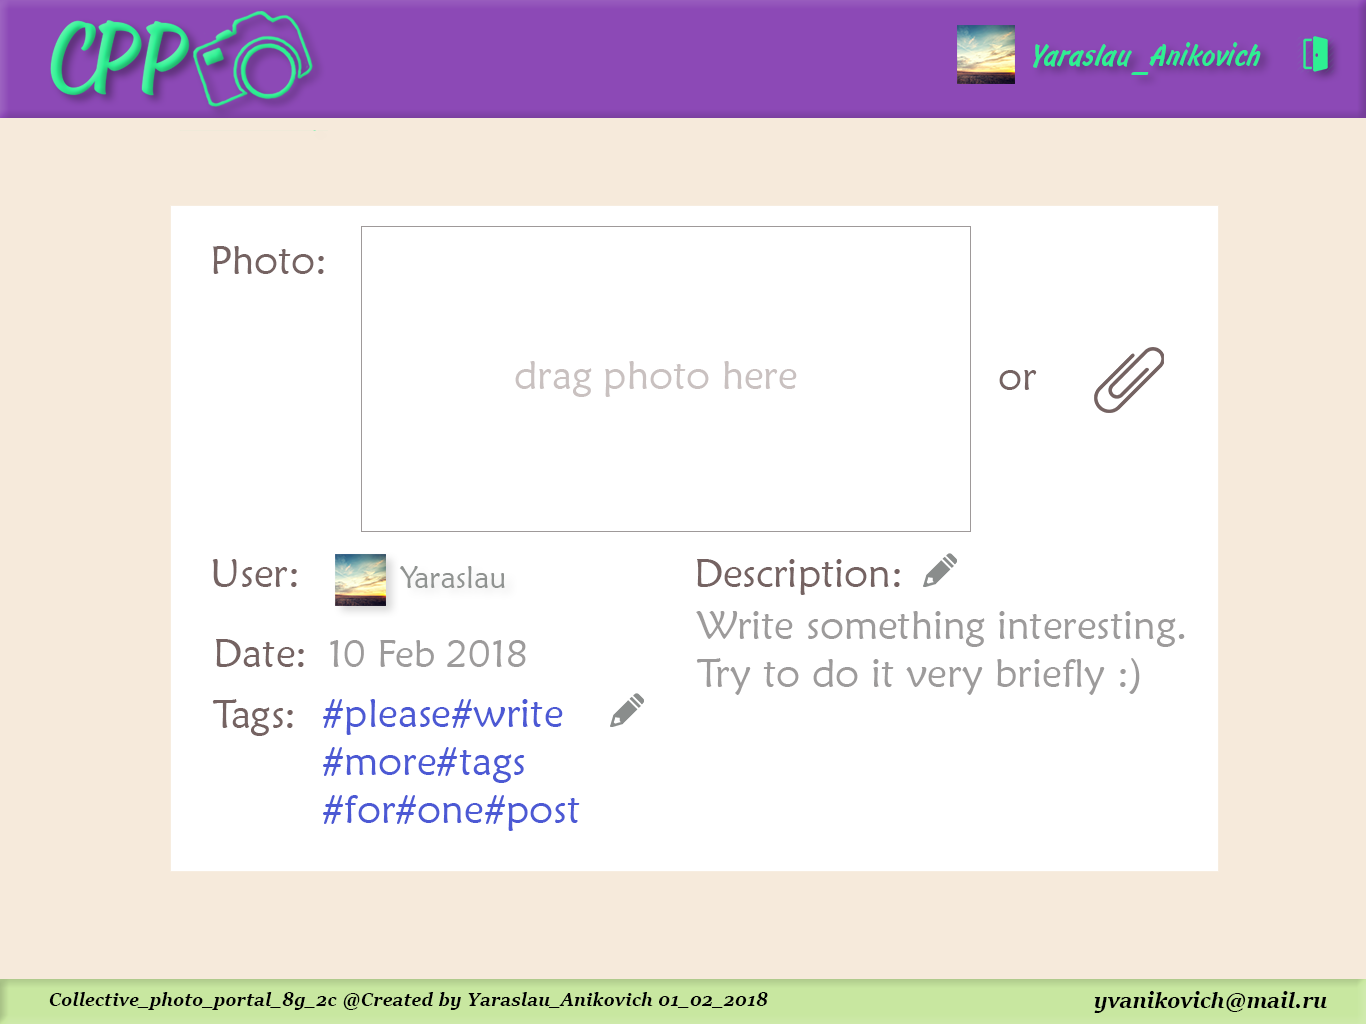 CPP
Yaraslau_Anikovich
Photo:
drag photo here
or
User:
Yaraslau
Description:
Write something interesting.
Try to do it very briefly :)
Date:
10 Feb 2018
Tags:
#please#write
#more#tags
#for#one#post
Collective_photo_portal_8g_2c @Created by Yaraslau_Anikovich 01_02_2018
yvanikovich@mail.ru